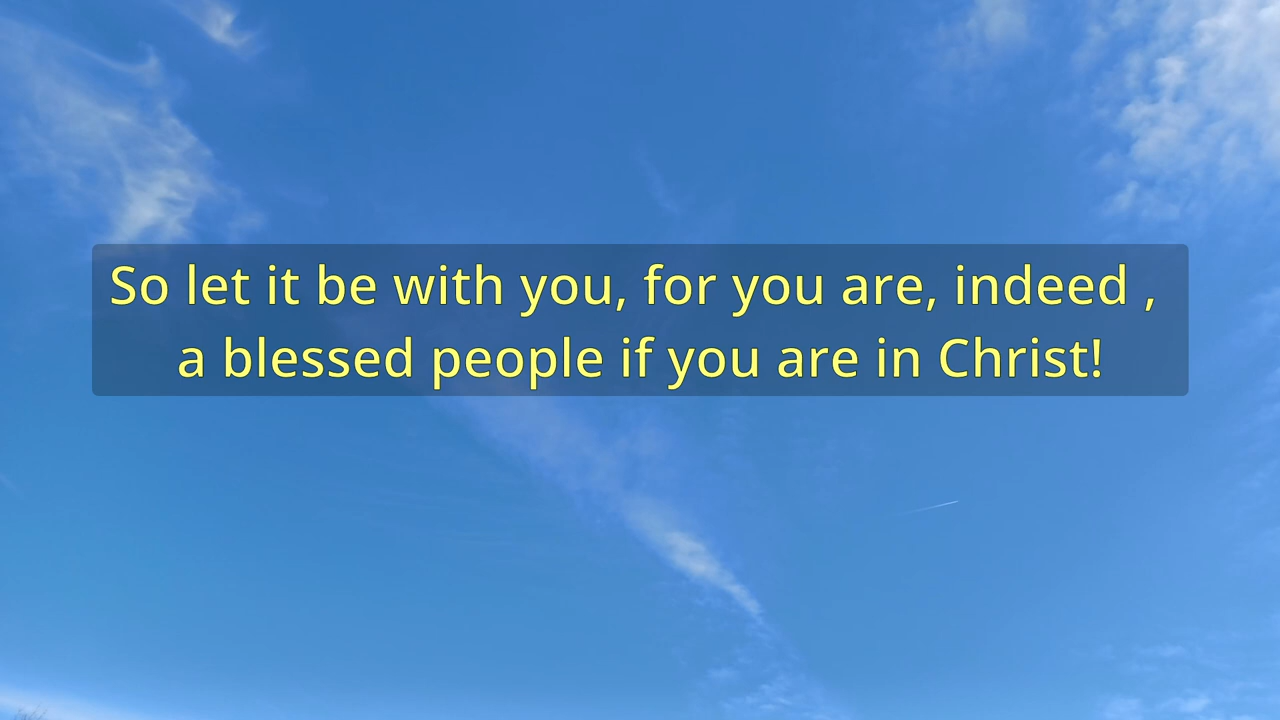 So let it be with you, for you are, indeed ,
a blessed people if you are in Christ!